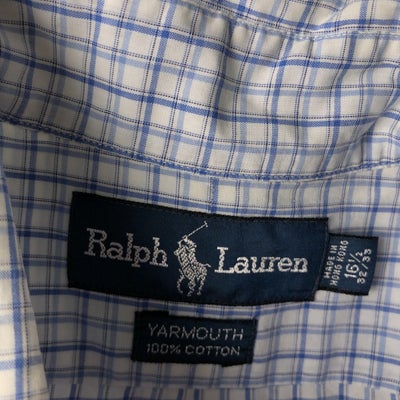 Ralph Lauren
MADE IN
HONG KONG
16½
32/33
YARMOUTH
100% COTTON